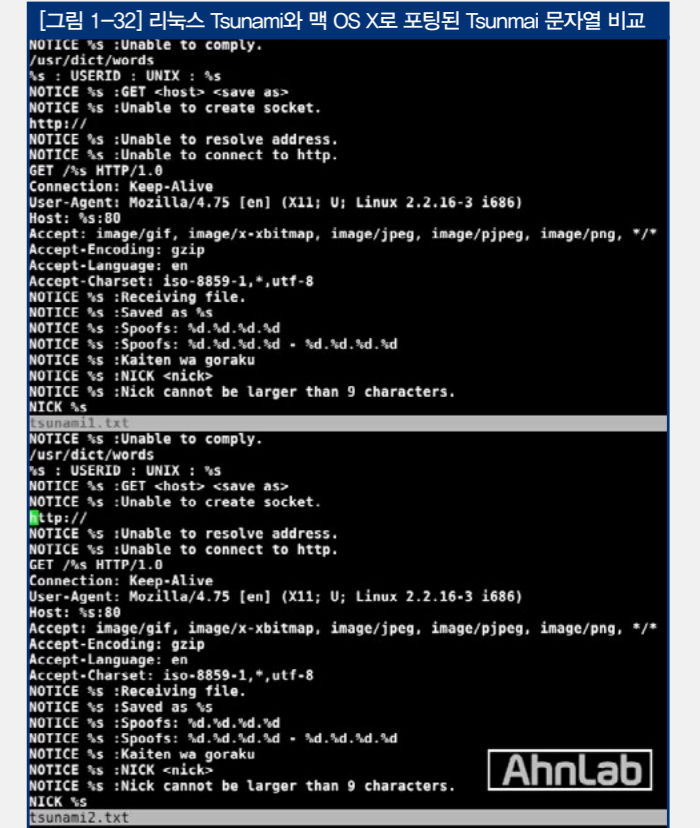 [그림 1-32] 리눅스 Tsunami와 맥 OS X로 포팅된 Tsunmai 문자열 비교
NOTICE %s :Unable to comply.
/usr/dict/words
%s : USERID : UNIX : %s
NOTICE %s :GET <host> <save as>
NOTICE %s :Unable to create socket.
http://
NOTICE %s :Unable to resolve address.
NOTICE %s :Unable to connect to http.
GET /%s HTTP/1.0
Connection: Keep-Alive
User-Agent: Mozilla/4.75 [en] (X11; U; Linux 2.2.16-3 i686)
Host: %s:80
Accept: image/gif, image/x-xbitmap, image/jpeg, image/pjpeg, image/png, */*
Accept-Encoding: gzip
Accept-Language: en
Accept-Charset: iso-8859-1,*,utf-8
NOTICE %s :Receiving file.
NOTICE %s :Saved as %s
NOTICE %s :Spoofs: %d.%d.%d.%d
NOTICE %s :Spoofs: %d.%d.%d.%d - %d.%d.%d.%d
NOTICE %s :Kaiten wa goraku
NOTICE %s :NICK <nick>
NOTICE %s :Nick cannot be larger than 9 characters.
NICK %s
tsunami1.txt
NOTICE %s :Unable to comply.
/usr/dict/words
%s : USERID : UNIX : %s
NOTICE %s :GET <host> <save as>
NOTICE %s :Unable to create socket.
http://
NOTICE %s :Unable to resolve address.
NOTICE %s :Unable to connect to http.
GET /%s HTTP/1.0
Connection: Keep-Alive
User-Agent: Mozilla/4.75 [en] (X11; U; Linux 2.2.16-3 i686)
Host: %s:80
Accept: image/gif, image/x-xbitmap, image/jpeg, image/pjpeg, image/png, */*
Accept-Encoding: gzip
Accept-Language: en
Accept-Charset: iso-8859-1,*,utf-8
NOTICE %s :Receiving file.
NOTICE %s :Saved as %s
NOTICE %s :Spoofs: %d.%d.%d.%d
NOTICE %s :Spoofs: %d.%d.%d.%d - %d.%d.%d.%d
NOTICE %s :Kaiten wa goraku
NOTICE %s :NICK <nick>
NOTICE %s :Nick cannot be larger than 9 characters.
NICK %s
AhnLab
tsunami2.txt